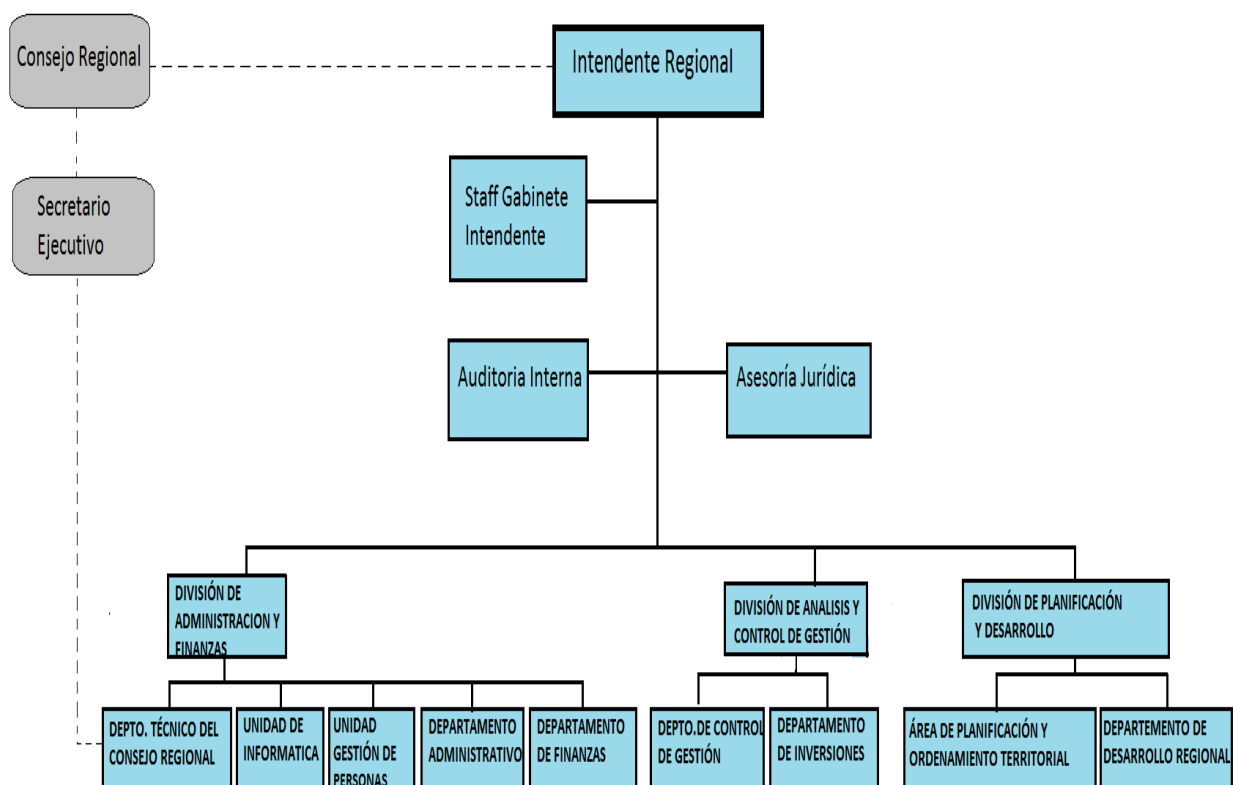 Consejo Regional
Intendente Regional
Secretario
Ejecutivo
Staff Gabinete
Intendente
Auditoria Interna
Asesoría Jurídica
DIVISIÓN DE
ADMINISTRACION Y
FINANZAS
DIVISIÓN DE ANALISIS Y
CONTROL DE GESTIÓN
DIVISIÓN DE PLANIFICACIÓN
Y DESARROLLO
DEPTO. TÉCNICO DEL
CONSEJO REGIONAL
UNIDAD DE
INFORMATICA
UNIDAD
GESTIÓN DE
PERSONAS
DEPARTAMENTO
ADMINISTRATIVO
DEPARTAMENTO
DE FINANZAS
DEPTO.DE CONTROL
DE GESTIÓN
DEPARTAMENTO
DE INVERSIONES
ÁREA DE PLANIFICACIÓN Y
ORDENAMIENTO TERRITORIAL
DEPARTEMENTO DE
DESARROLLO REGIONAL